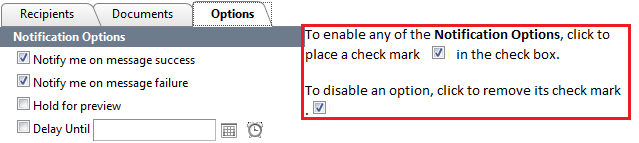 Recipients Documents Options
Notification Options
Notify me on message success
Notify me on message failure
Hold for preview
Delay Until
To enable any of the Notification Options, click to
place a check mark in the check box.
To disable an option, click to remove its check mark
.